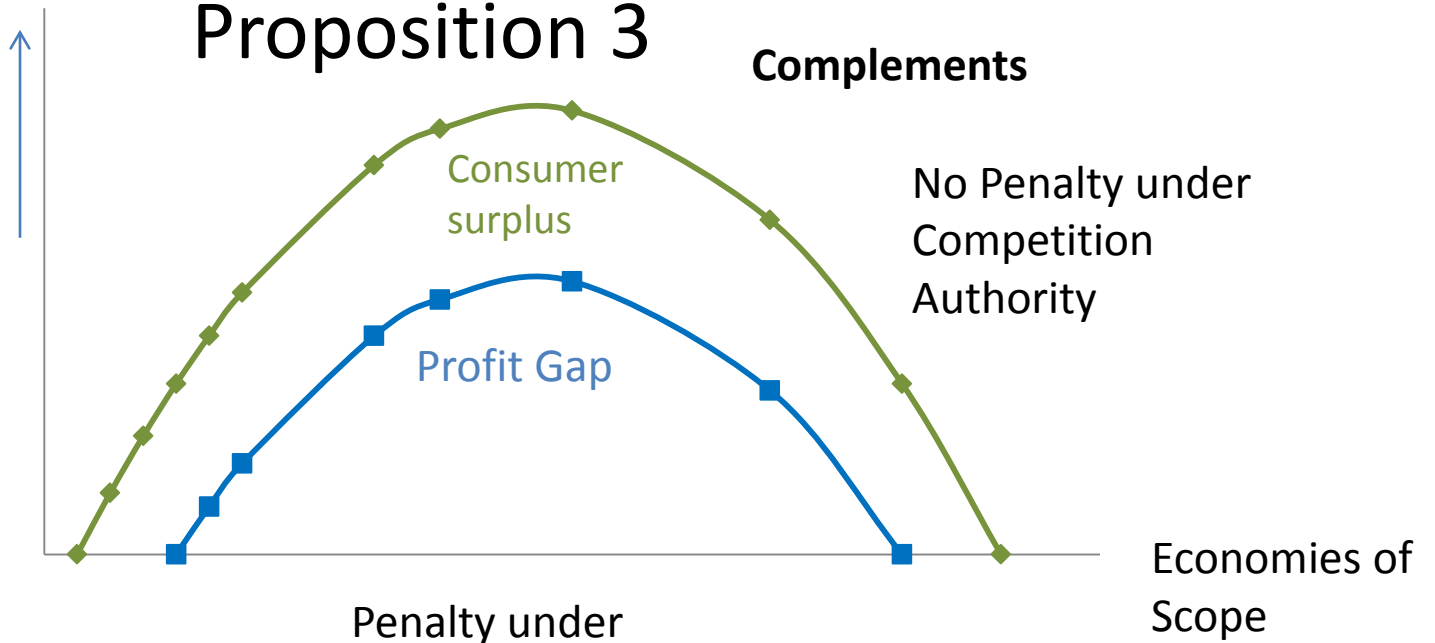 Proposition 3
Complements
Consumer
surplus
No Penalty under
Competition
Authority
Profit Gap
Economies of
Scope
Penalty under